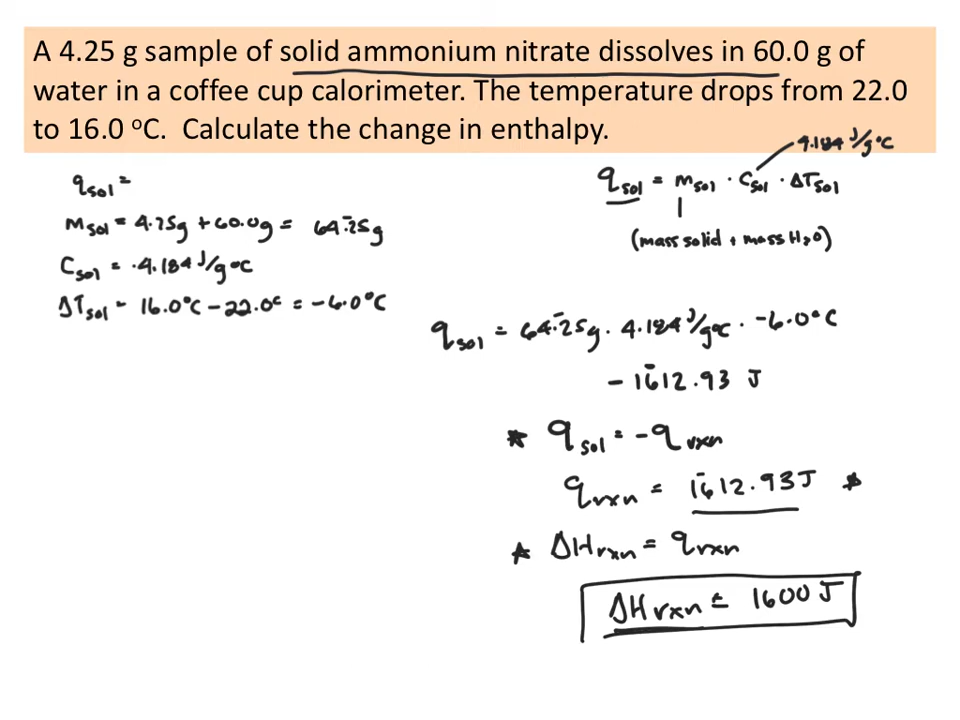 A 4.25 g sample of solid ammonium nitrate dissolves in 60.0 g of
water in a coffee cup calorimeter. The temperature drops from 22.0
to 16.0 ºC. Calculate the change in enthalpy.
4.184 J/g°C
qsol =
qsol = msol · Csol · ΔTsol
msol = 4.25g + 60.0g = 64.25g
(mass solid + mass H2O)
Csol = 4.184 J/g°C
ΔTsol = 16.0°C - 22.0°C = -6.0°C
qsol = 64.25g · 4.184 J/g°C · -6.0°C
- 1612.93 J
* qsol = -qrxn
qrxn = 1612.93 J *
* ΔHrxn = qrxn
ΔHrxn = 1600 J